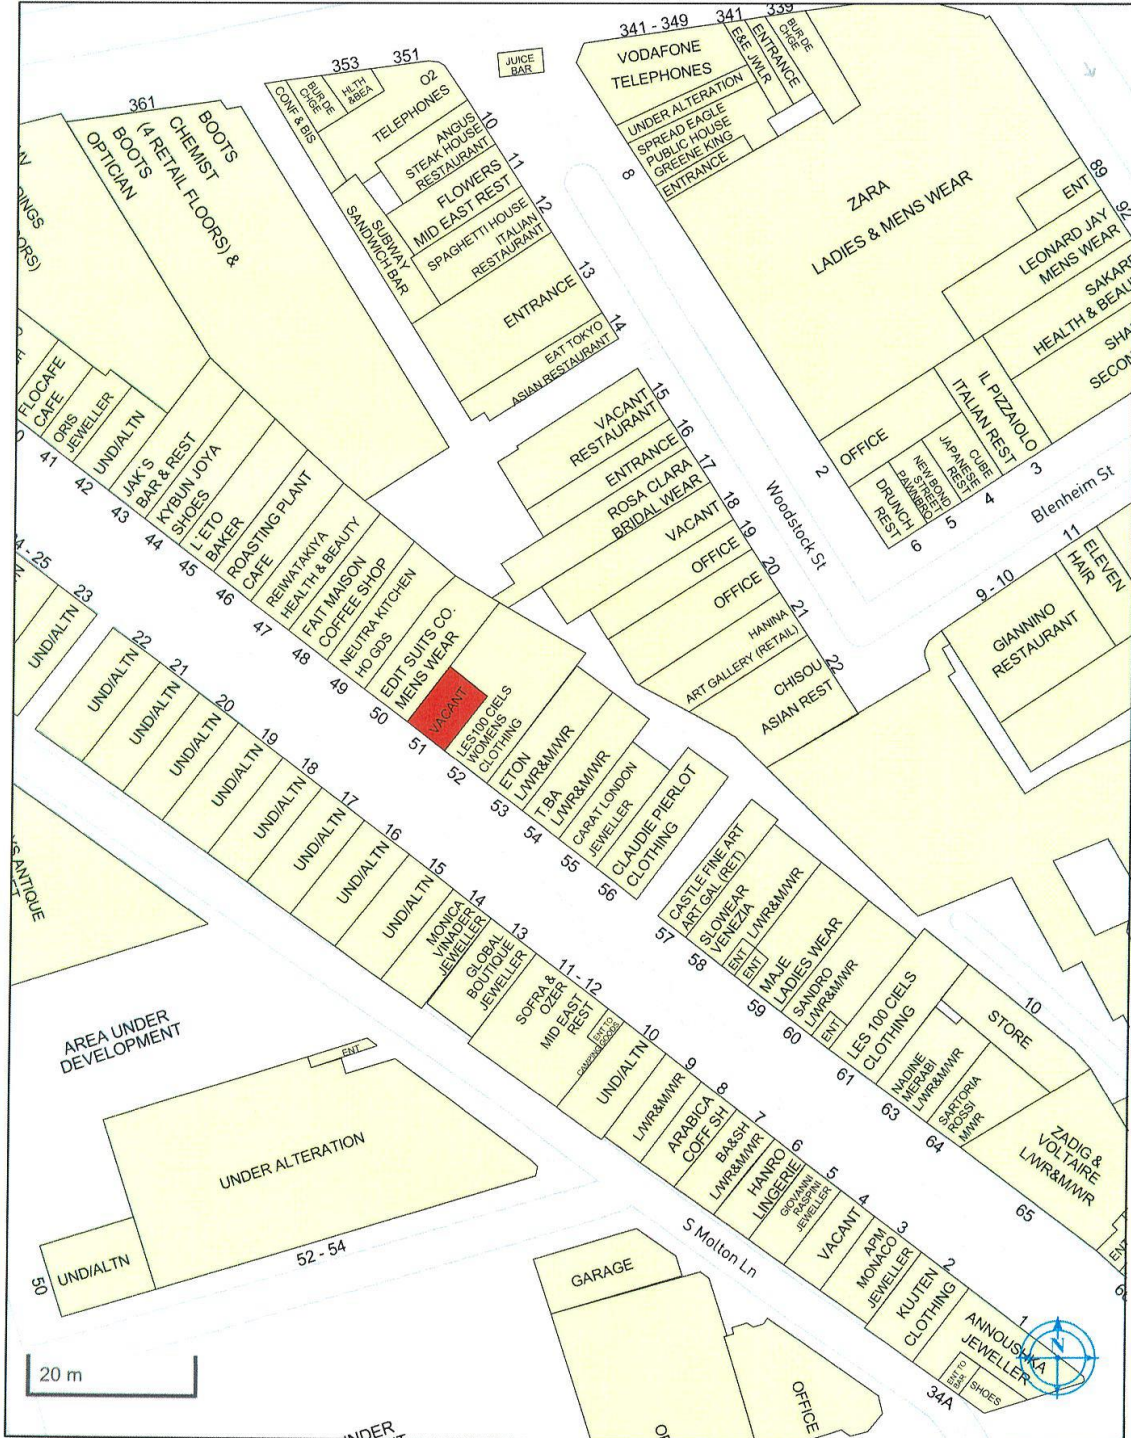 341 - 349
341
339
VODAFONE
TELEPHONES
E&E JWLR
ENTRANCE
BUR DE
CHGE
UNDER ALTERATION
SPREAD EAGLE
PUBLIC HOUSE
GREENE KING
ENTRANCE
8
JUICE
BAR
353
351
CONF & BIS
BUR DE
CHGE
HLTH
&BEA
O2
TELEPHONES
10
ANGUS
STEAK HOUSE
RESTAURANT
11
FLOWERS
MID EAST REST
12
SPAGHETTI HOUSE
ITALIAN
RESTAURANT
SUBWAY
SANDWICH BAR
13
ENTRANCE
14
EAT TOKYO
ASIAN RESTAURANT
361
BOOTS
CHEMIST
(4 RETAIL FLOORS) &
BOOTS
OPTICIAN
ZARA
LADIES & MENS WEAR
89
ENT
92
LEONARD JAY
MENS WEAR
HEALTH &
IL PIZZAIOLO
ITALIAN REST
CUBE
JAPANESE
REST
NEW BOND
STREET
PAWNBRO
DRUNCH
REST
OFFICE
2
3
4
5
6
Blenheim St
Woodstock St
15
VACANT
RESTAURANT
16
ENTRANCE
17
ROSA CLARA
BRIDAL WEAR
18
VACANT
19
OFFICE
20
OFFICE
21
HANINA
ART GALLERY (RETAIL)
22
CHISOU
ASIAN REST
9 - 10
11
ELEVEN
HAIR
GIANNINO
RESTAURANT
FLOCAFE
CAFE
ORIS
JEWELLER
UND/ALTN
JAK'S
BAR & REST
KYBUN JOYA
SHOES
L' ETO
BAKER
ROASTING PLANT
CAFE
REIWATAKIYA
HEALTH & BEAUTY
FAIT MAISON
COFFEE SHOP
NEUTRA KITCHEN
HO GDS
EDIT SUITS CO.
MENS WEAR
VACANT
LES100 CIELS
WOMENS
CLOTHING
ETON
L/WR&M/WR
T.BA
L/WR&M/WR
CARAT LONDON
JEWELLER
CLAUDIE PIERLOT
CLOTHING
41
42
43
44
45
46
47
48
49
50
51
52
53
54
55
56
CASTLE FINE ART
ART GAL (RET)
SLOWEAR
VENEZIA
L/WR&M/WR
ENT
ENT
MAJE
LADIES WEAR
SANDRO
L/WR&M/WR
ENT
LES 100 CIELS
CLOTHING
NADINE
MERABI
L/WR&M/WR
SARTORIA
ROSSI
M/WR
STORE
10
ZADIG &
VOLTAIRE
L/WR&M/WR
57
58
59
60
61
63
64
65
25
23
UND/ALTN
22
UND/ALTN
21
UND/ALTN
20
UND/ALTN
19
UND/ALTN
18
UND/ALTN
17
UND/ALTN
16
UND/ALTN
15
UND/ALTN
14
MONICA
VINADER
JEWELLER
13
GLOBAL
BOUTIQUE
JEWELLER
11 - 12
SOFRA &
OZER
MID EAST
REST
ENT TO
CAMPING GOODS
10
UND/ALTN
9
L/WR&M/WR
8
ARABICA
COFF SH
7
BA&SH
L/WR&M/WR
6
HANRO
LINGERIE
5
GIOVANNI
RASPINI
JEWELLER
4
VACANT
3
APM
MONACO
JEWELLER
2
KUJTEN
CLOTHING
1
ANNOUSHKA
JEWELLER
ENT TO
BAR
SHOES
34A
N
S Molton Ln
ANTIQUE
AREA UNDER
DEVELOPMENT
ENT
UNDER ALTERATION
UND/ALTN
50
52 - 54
GARAGE
OFFICE
20 m